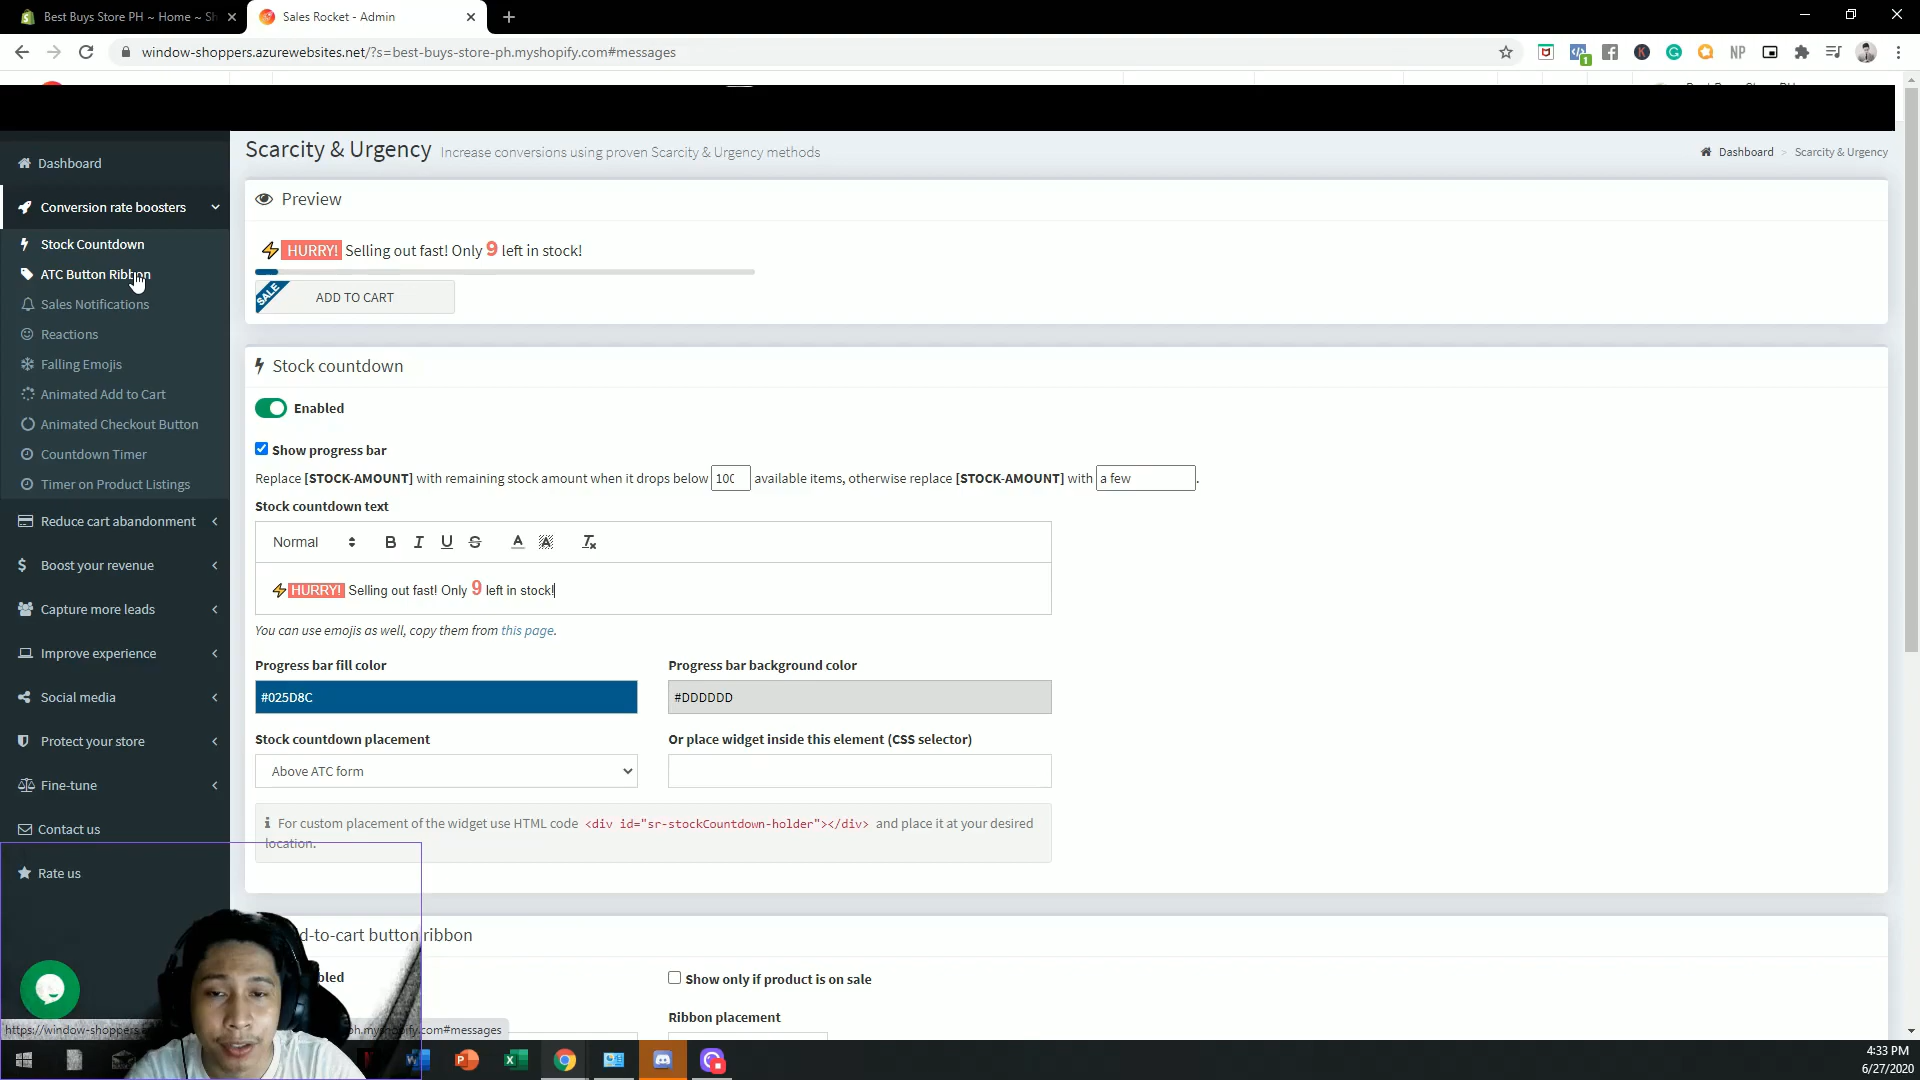 Best Buys Store PH ~ Home ~ Sh
Sales Rocket - Admin
window-shoppers.azurewebsites.net/?s=best-buys-store-ph.myshopify.com#messages
NP
1
Dashboard
Conversion rate boosters
Stock Countdown
ATC Button Ribbon
Sales Notifications
Reactions
Falling Emojis
Animated Add to Cart
Animated Checkout Button
Countdown Timer
Timer on Product Listings
Reduce cart abandonment
Boost your revenue
Capture more leads
Improve experience
Social media
Protect your store
Fine-tune
Contact us
Rate us
Scarcity & Urgency Increase conversions using proven Scarcity & Urgency methods
Dashboard > Scarcity & Urgency
Preview
⚡HURRY! Selling out fast! Only 9 left in stock!
SALE
ADD TO CART
Stock countdown
Enabled
Show progress bar
Replace [STOCK-AMOUNT] with remaining stock amount when it drops below 100 available items, otherwise replace [STOCK-AMOUNT] with a few .
Stock countdown text
Normal B I U S A A Tx
⚡HURRY! Selling out fast! Only 9 left in stock!
You can use emojis as well, copy them from this page.
Progress bar fill color
#025D8C
Progress bar background color
#DDDDDD
Stock countdown placement
Above ATC form
Or place widget inside this element (CSS selector)
For custom placement of the widget use HTML code <div id="sr-stockCountdown-holder"></div> and place it at your desired
location.
d-to-cart button ribbon
bled
Show only if product is on sale
Ribbon placement
https://window-shoppers
ph.myshopify.com#messages
4:33 PM
6/27/2020